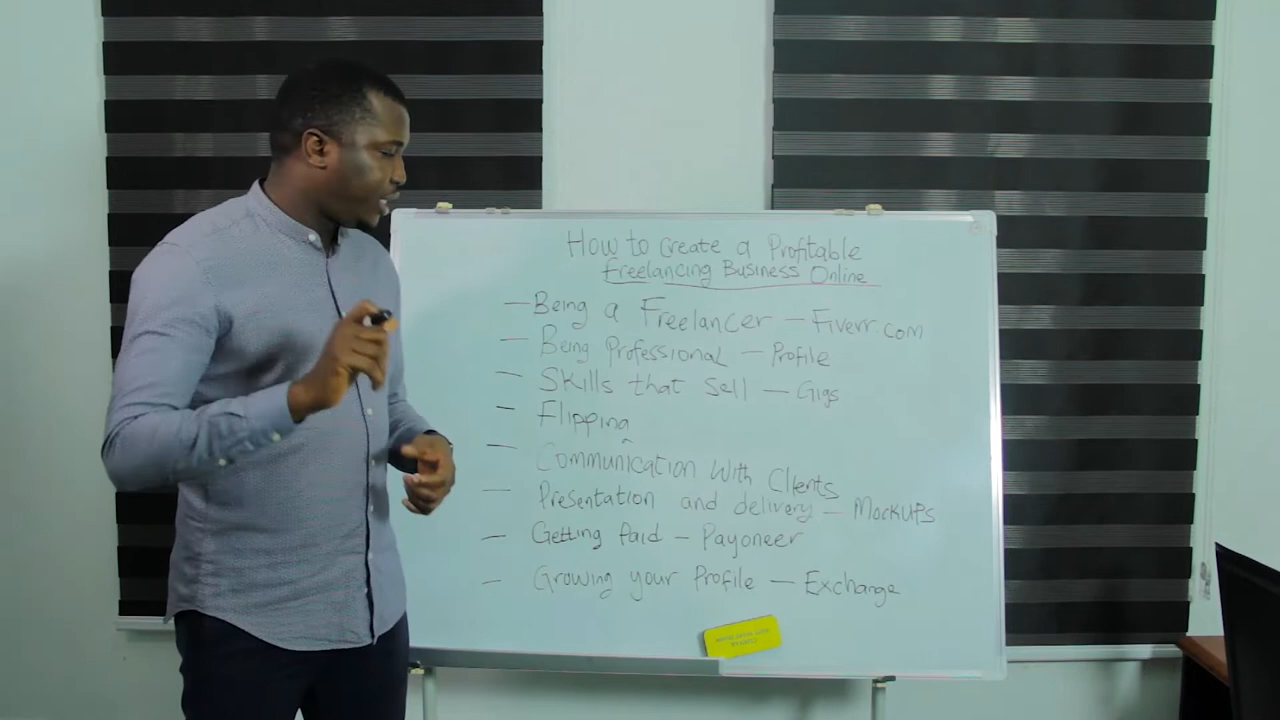 How to Create a Profitable
Freelancing Business Online
— Being a Freelancer — Fiverr.com
— Being Professional — Profile
— Skills that Sell — Gigs
— Flipping
— Communication With Clients
— Presentation and delivery — Mockups
— Getting Paid — Payoneer
— Growing your Profile — Exchange